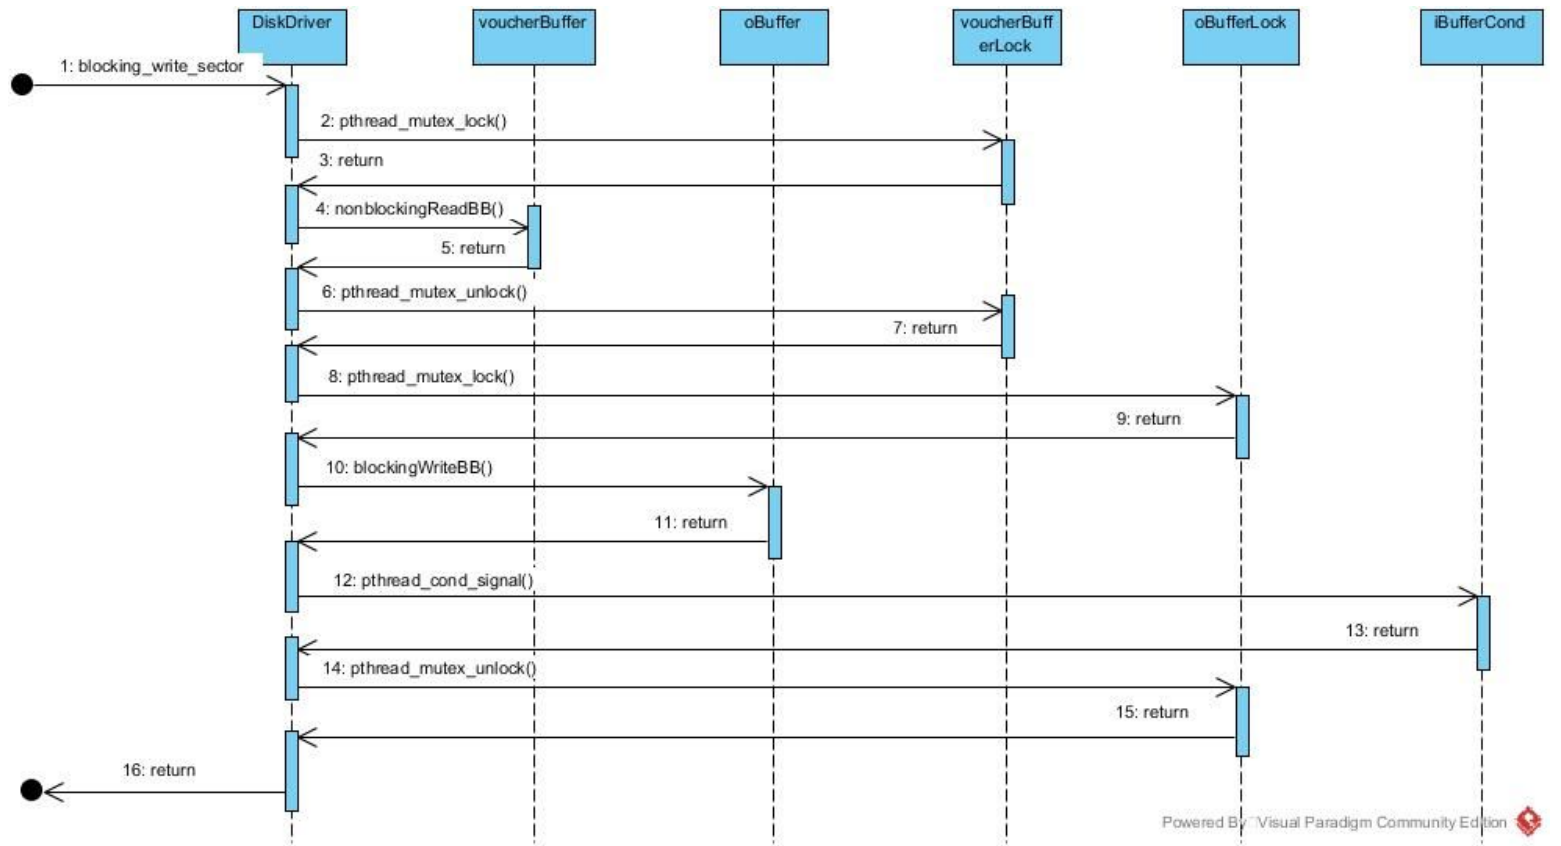 DiskDriver
voucherBuffer
oBuffer
voucherBuff
erLock
oBufferLock
iBufferCond
1: blocking_write_sector
2: pthread_mutex_lock()
3: return
4: nonblockingReadBB()
5: return
6: pthread_mutex_unlock()
7: return
8: pthread_mutex_lock()
9: return
10: blockingWriteBB()
11: return
12: pthread_cond_signal()
13: return
14: pthread_mutex_unlock()
15: return
16: return
Powered By Visual Paradigm Community Edition